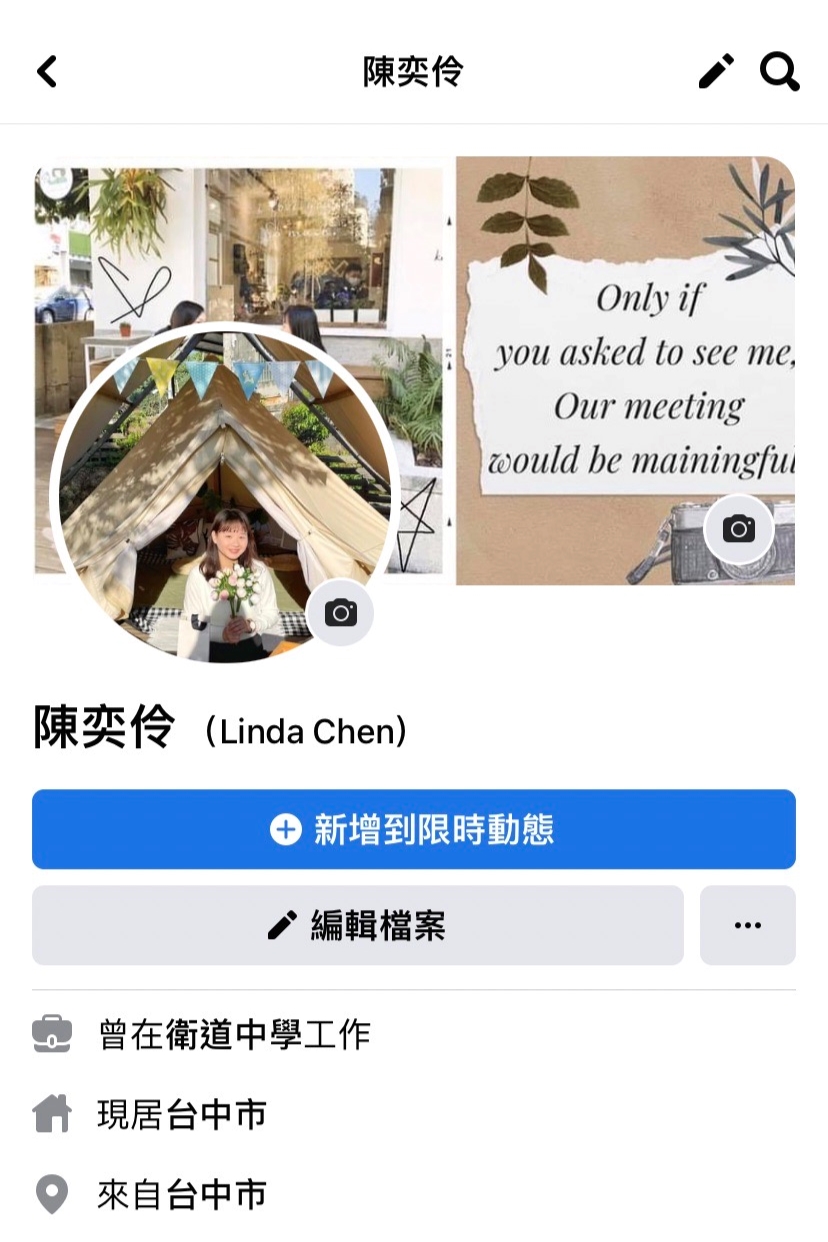 陳奕伶
Only if
you asked to see me,
Our meeting
would be mainingful
陳奕伶 (Linda Chen)
新增到限時動態
編輯檔案
曾在衛道中學工作
現居台中市
來自台中市